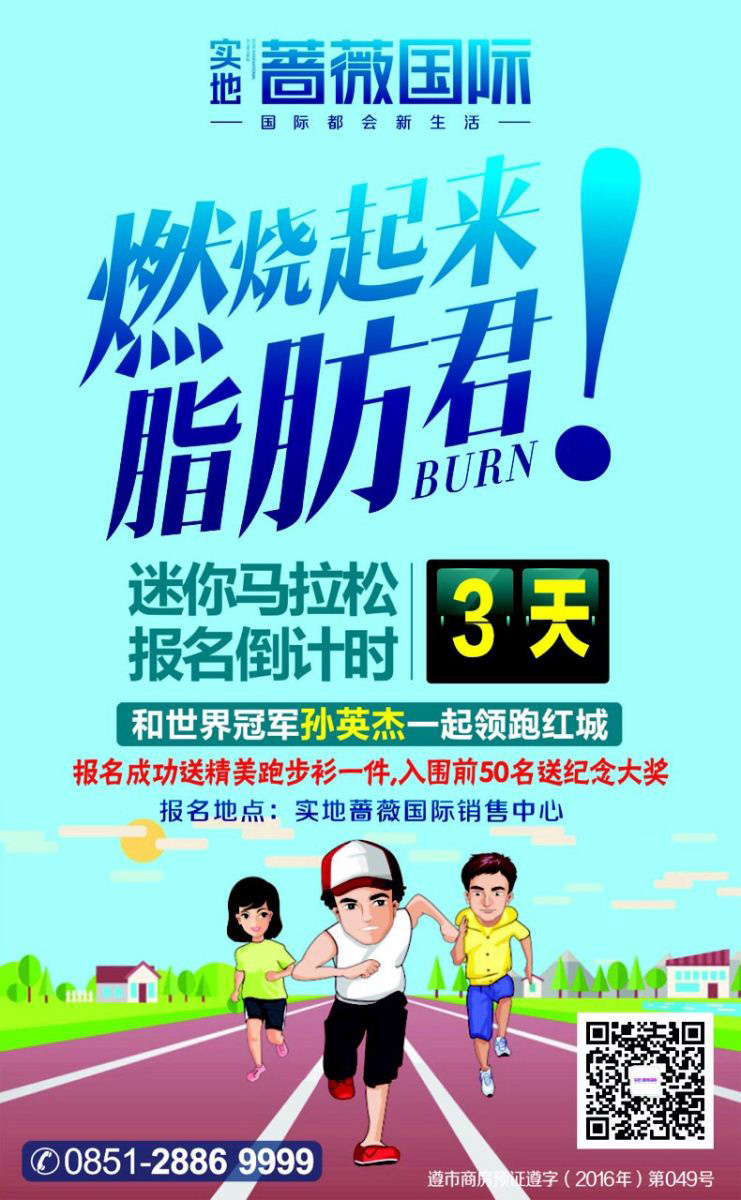 实地 蔷薇国际
国际都会新生活
燃烧起来
脂肪君!
BURN
迷你马拉松
报名倒计时
3天
和世界冠军孙英杰一起领跑红城
报名成功送精美跑步衫一件,入围前50名送纪念大奖
报名地点：实地蔷薇国际销售中心
0851-2886 9999
遵市商房预证遵字（2016年）第049号